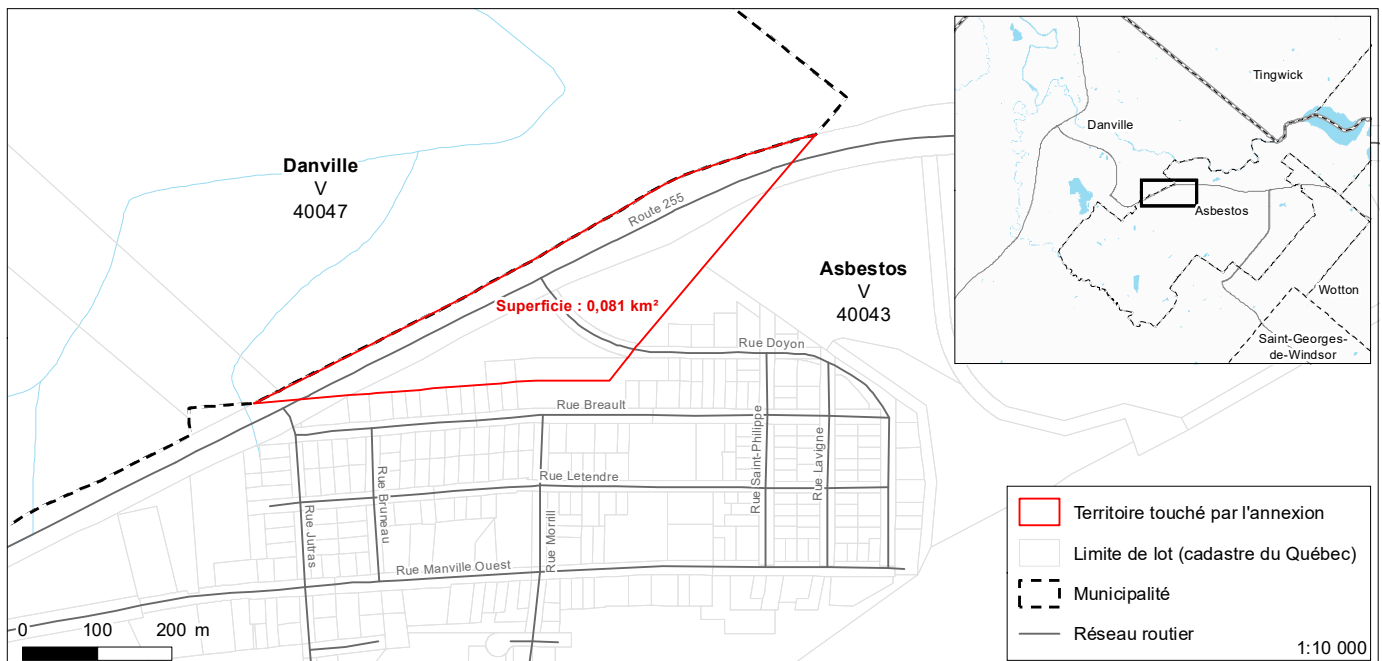 Danville
V
40047
Route 255
Asbestos
V
40043
Superficie : 0,081 km²
Rue Doyon
Rue Breault
Rue Saint-Philippe
Rue Lavigne
Rue Letendre
Rue Bruneau
Rue Morrill
Rue Jutras
Rue Manville Ouest
0 100 200 m
Tingwick
Danville
Asbestos
Wotton
Saint-Georges-
de-Windsor
Territoire touché par l'annexion
Limite de lot (cadastre du Québec)
Municipalité
Réseau routier
1:10 000